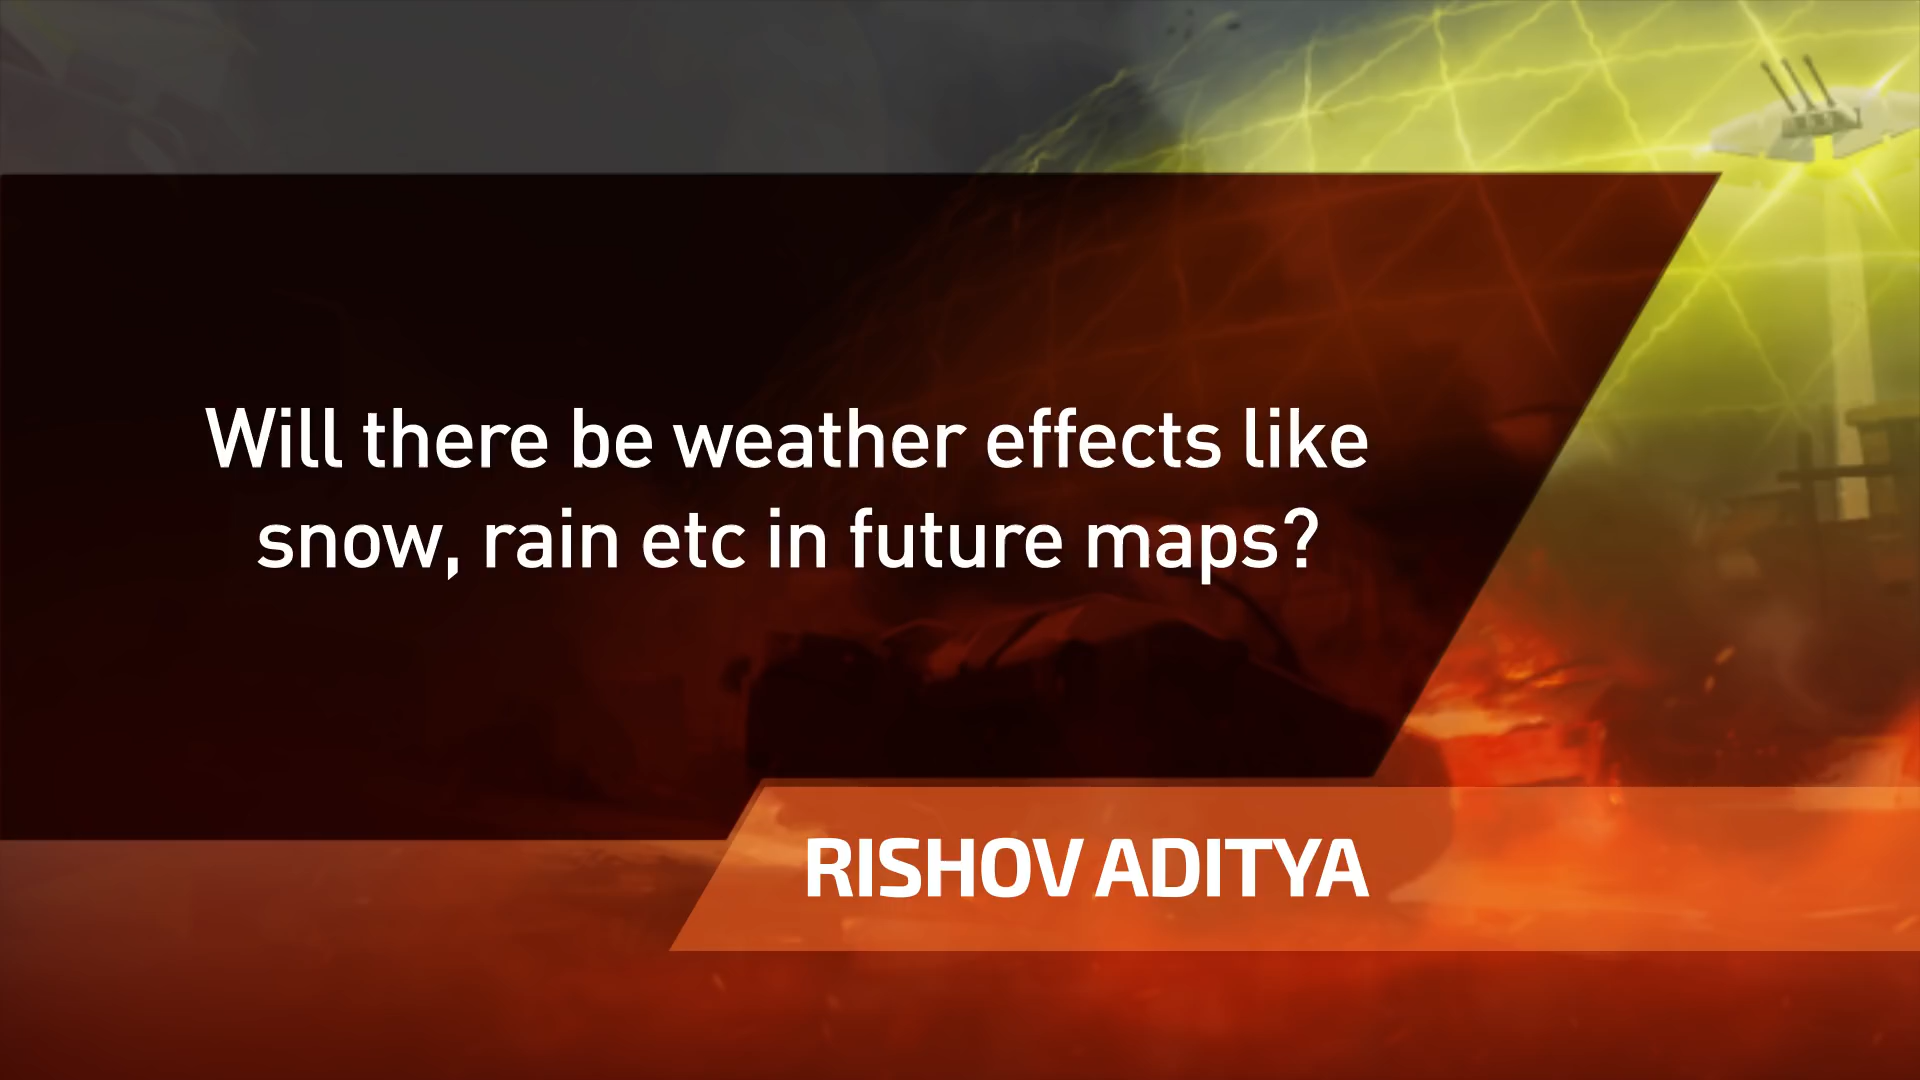 Will there be weather effects like
snow, rain etc in future maps?
RISHOV ADITYA